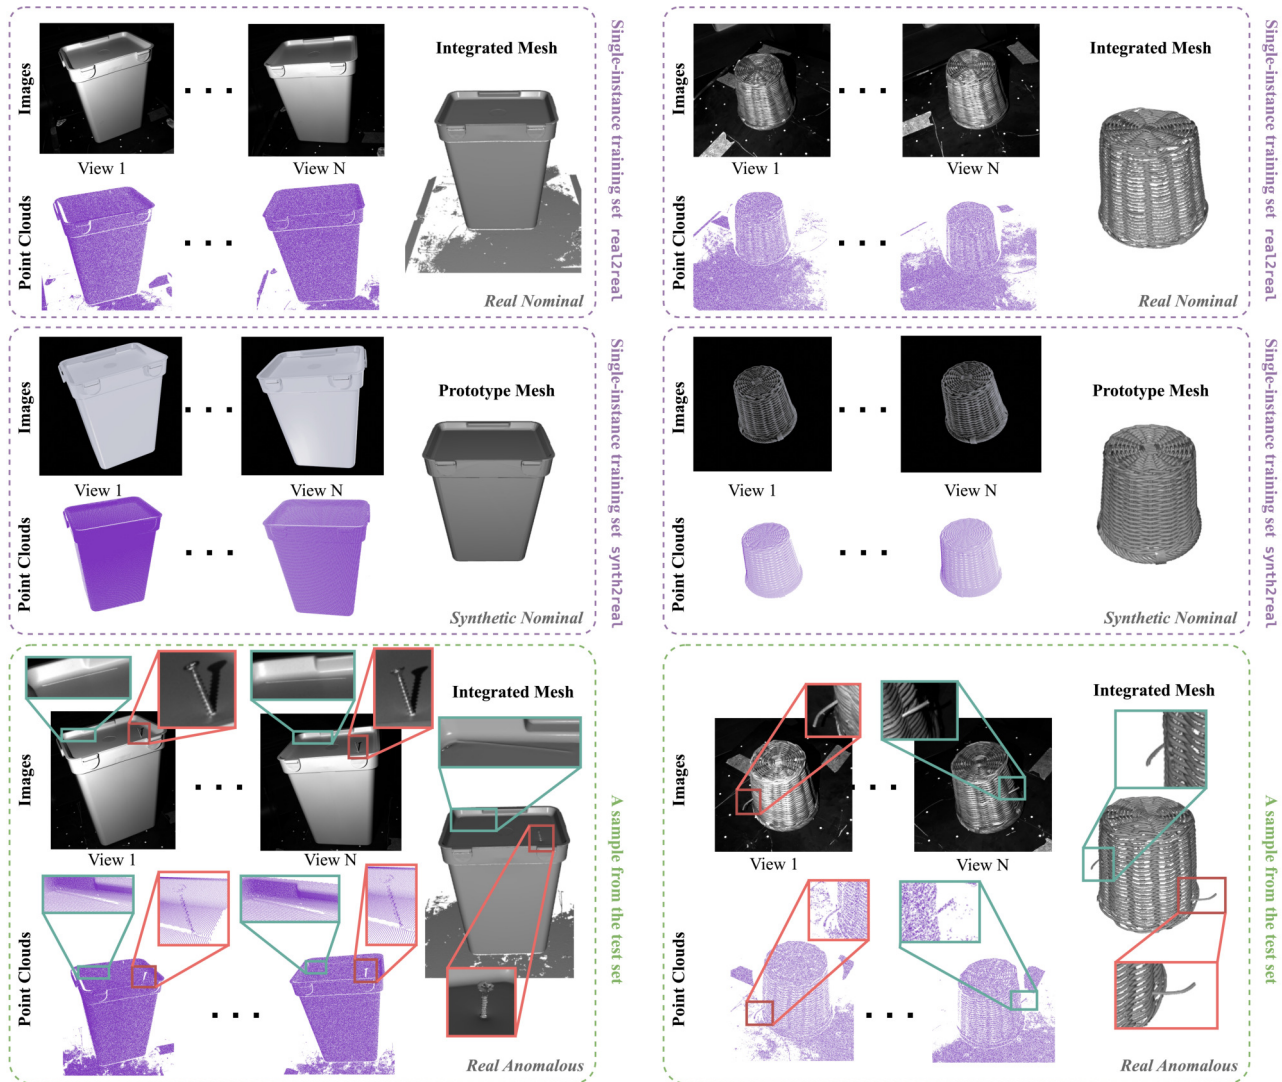 Images
View 1
View N
Point Clouds
Integrated Mesh
Real Nominal
Single-instance training set real2real
Images
View 1
View N
Point Clouds
Integrated Mesh
Real Nominal
Single-instance training set real2real
Images
View 1
View N
Point Clouds
Prototype Mesh
Synthetic Nominal
Single-instance training set synth2real
Images
View 1
View N
Point Clouds
Prototype Mesh
Synthetic Nominal
Single-instance training set synth2real
Images
View 1
View N
Point Clouds
Integrated Mesh
Real Anomalous
A sample from the test set
Images
View 1
View N
Point Clouds
Integrated Mesh
Real Anomalous
A sample from the test set